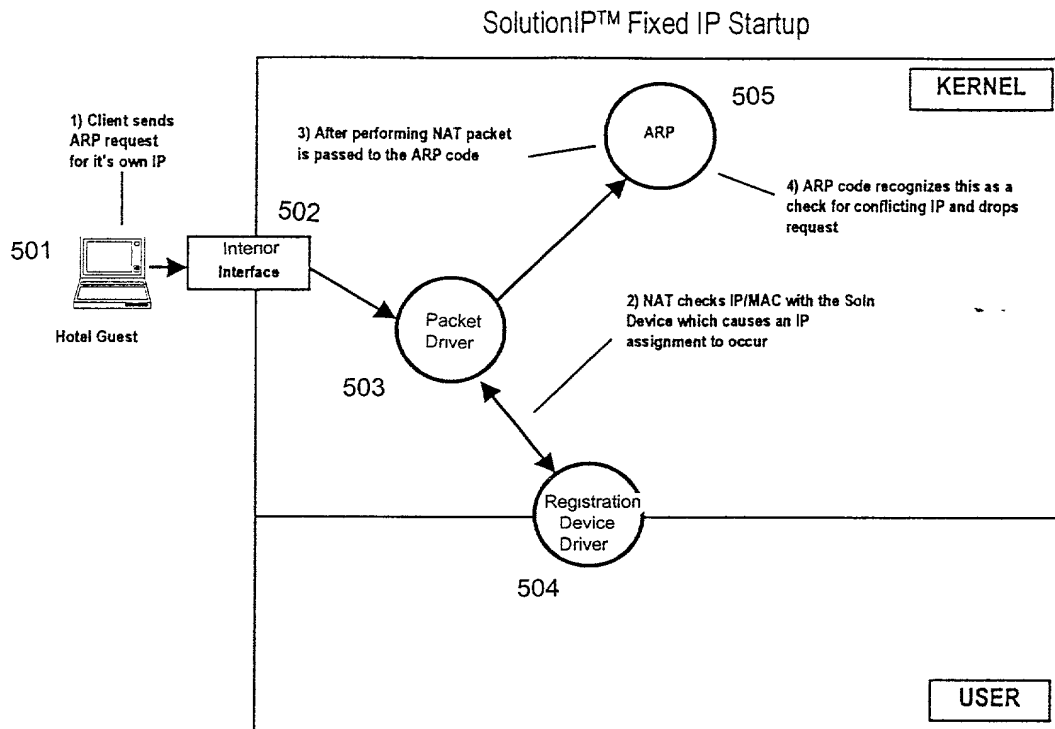 SolutionIP™ Fixed IP Startup
KERNEL
505
1) Client sends
ARP request
for it's own IP
3) After performing NAT packet
is passed to the ARP code
ARP
4) ARP code recognizes this as a
check for conflicting IP and drops
request
502
501
Interior
Interface
Hotel Guest
Packet
Driver
503
2) NAT checks IP/MAC with the Soln
Device which causes an IP
assignment to occur
Registration
Device
Driver
504
USER